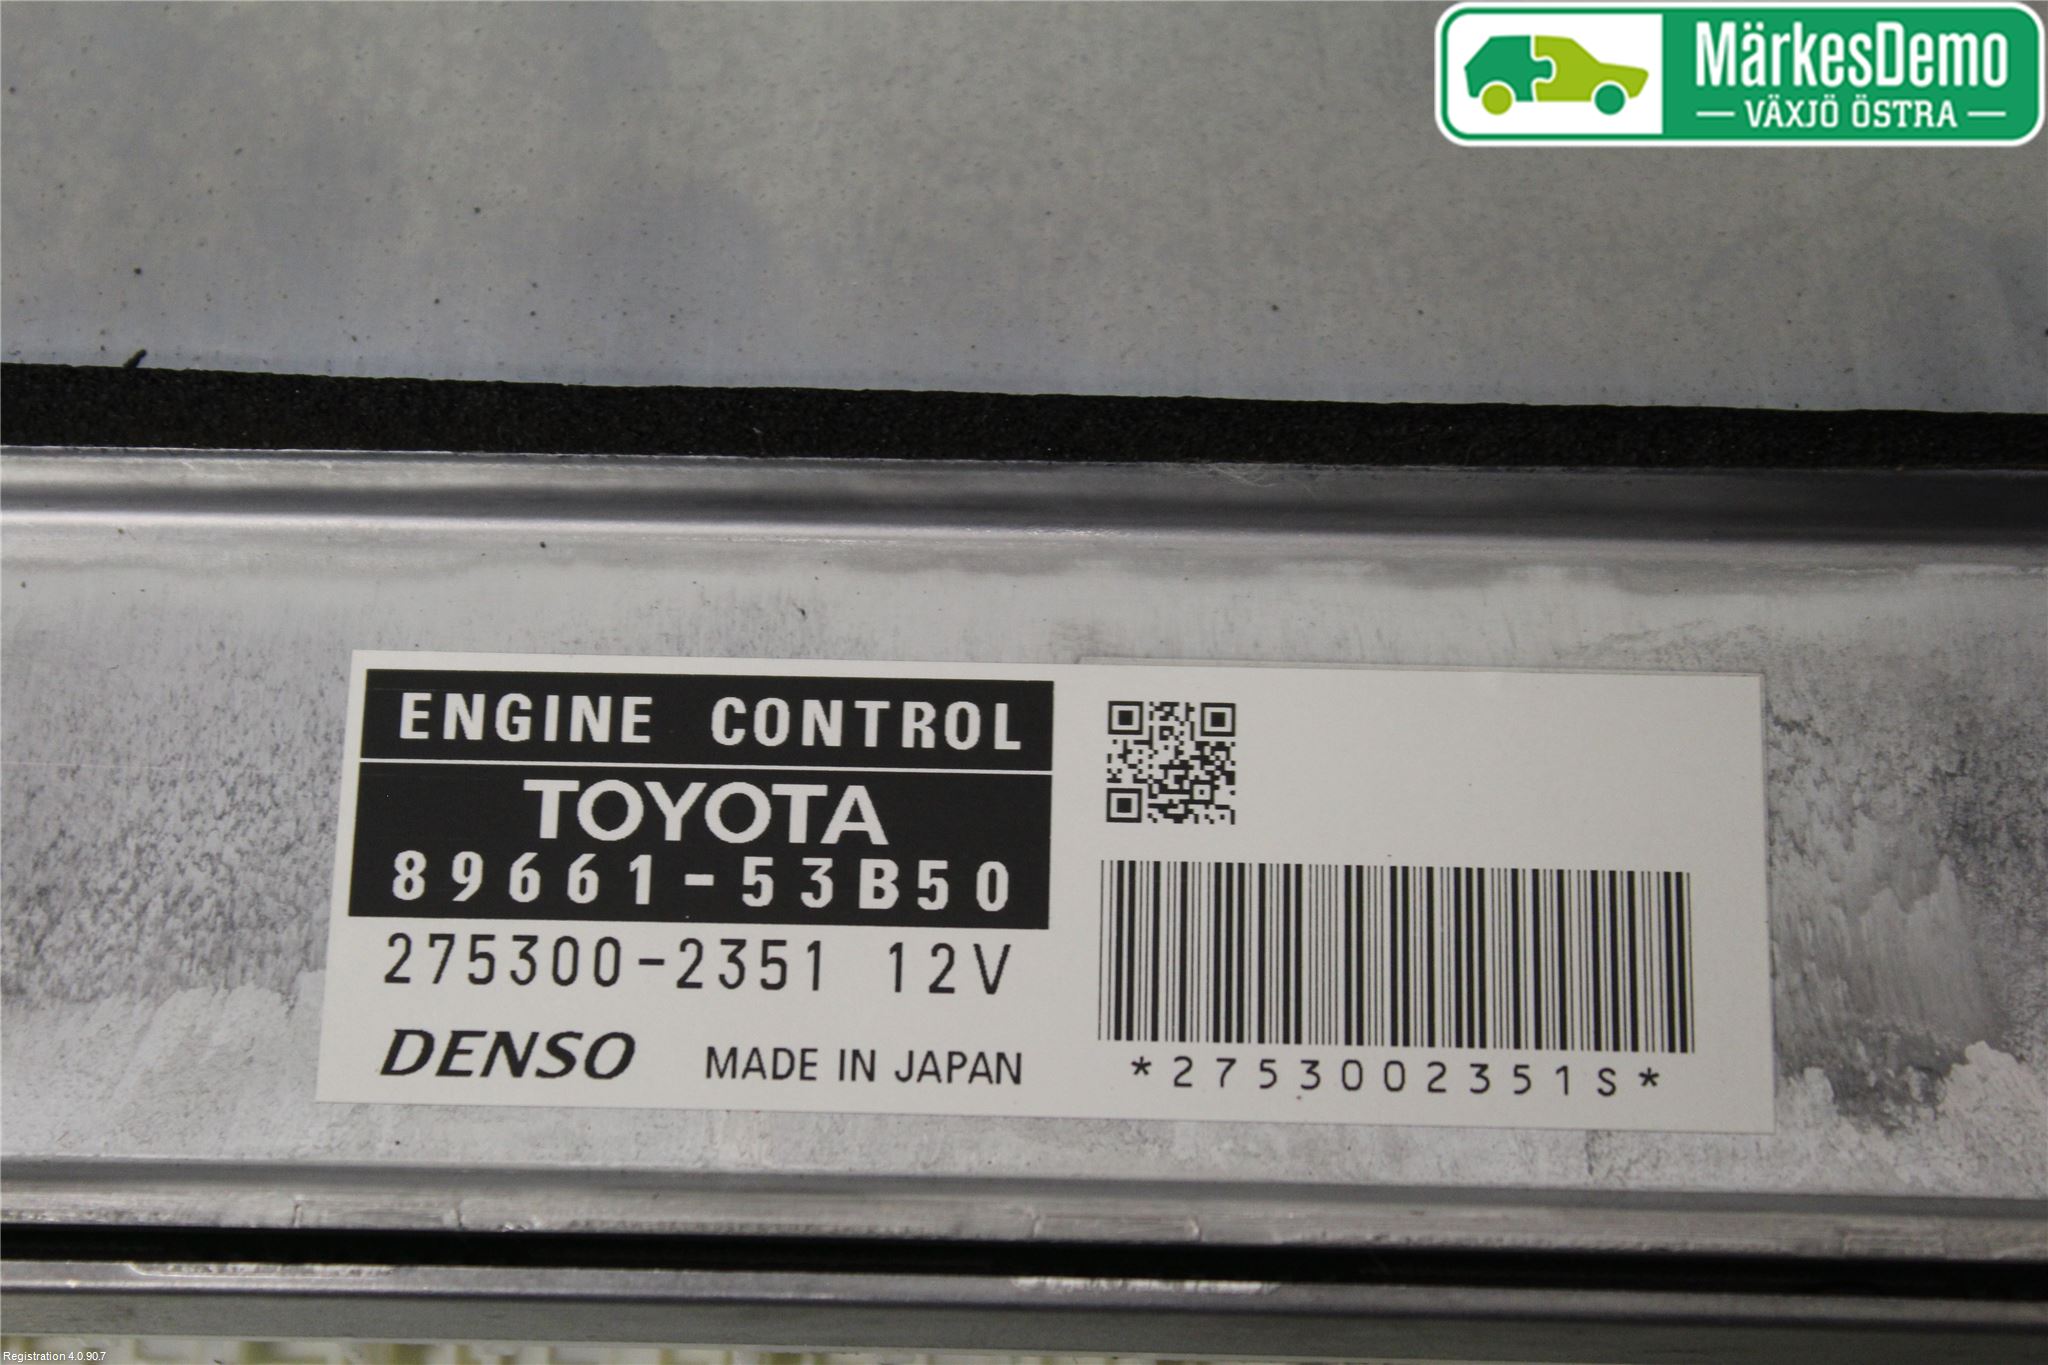 MärkesDemo
VÄXJÖ ÖSTRA
ENGINE CONTROL
TOYOTA
89661-53B50
275300-2351 12V
DENSO MADE IN JAPAN
*2753002351S*
Registration 4.0.90.7